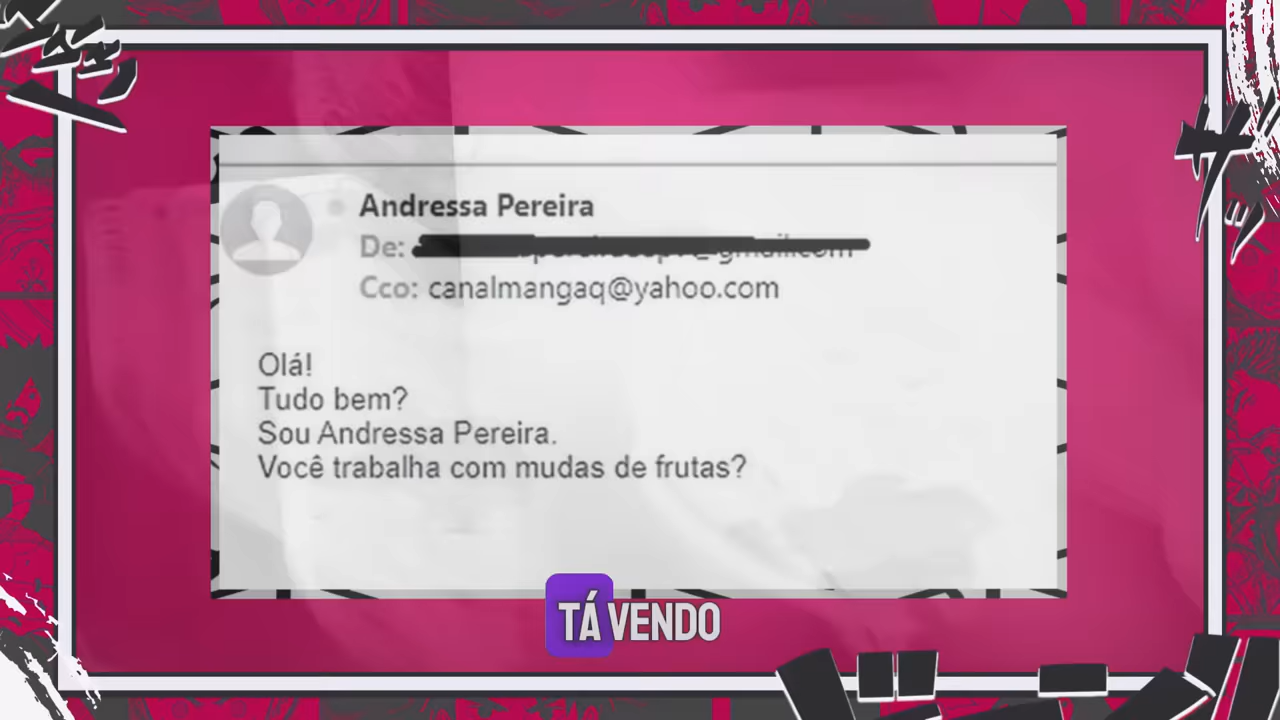 Andressa Pereira
De:
Cco: canalmangaq@yahoo.com
Olá!
Tudo bem?
Sou Andressa Pereira.
Você trabalha com mudas de frutas?
TÁ VENDO